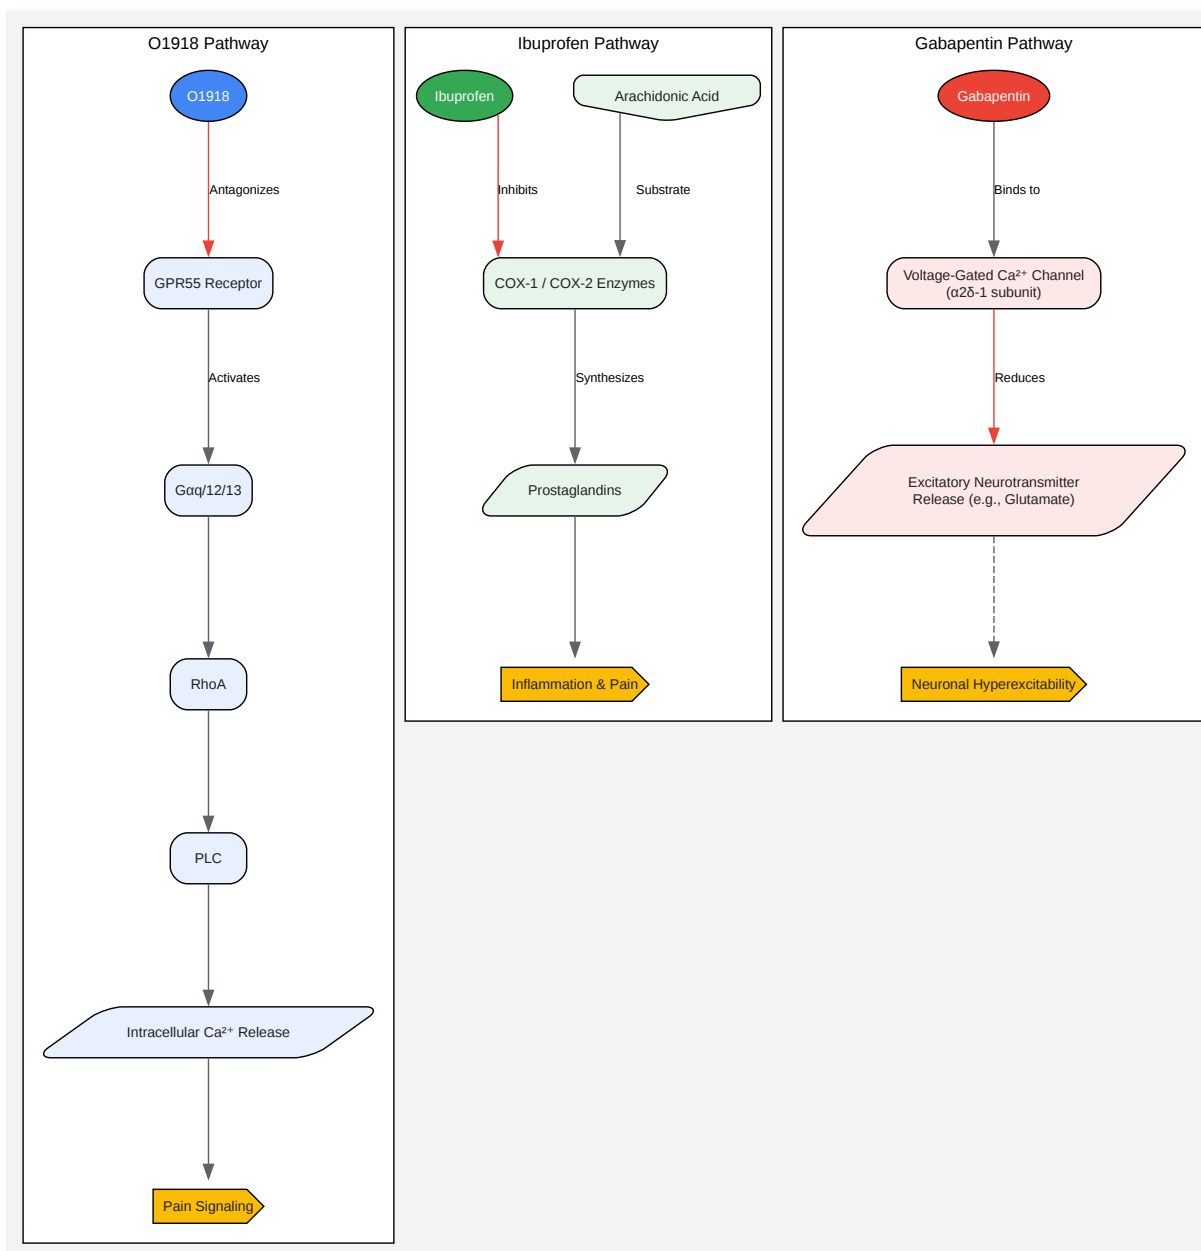 O1918 Pathway
O1918
Antagonizes
GPR55 Receptor
Activates
Gαq/12/13
RhoA
PLC
Intracellular Ca²⁺ Release
Pain Signaling
Ibuprofen Pathway
Ibuprofen
Arachidonic Acid
Inhibits
Substrate
COX-1 / COX-2 Enzymes
Synthesizes
Prostaglandins
Inflammation & Pain
Gabapentin Pathway
Gabapentin
Binds to
Voltage-Gated Ca²⁺ Channel
(α2δ-1 subunit)
Reduces
Excitatory Neurotransmitter
Release (e.g., Glutamate)
Neuronal Hyperexcitability